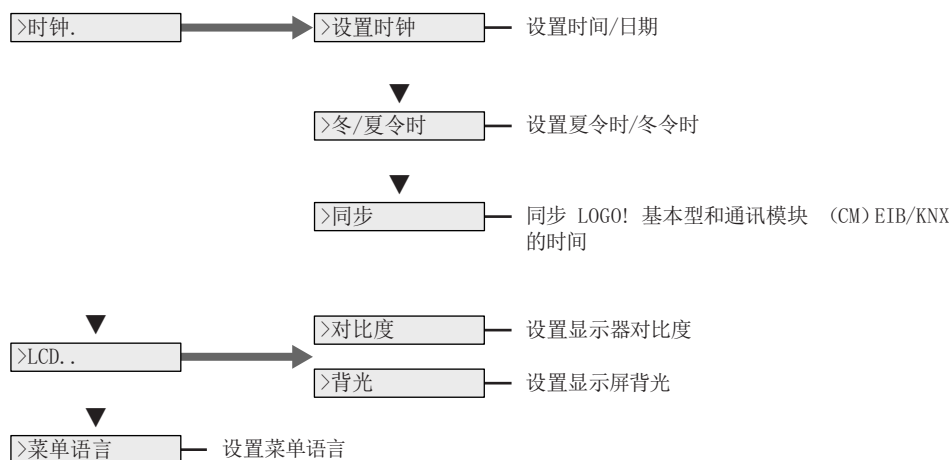 >时钟.
>设置时钟
设置时间/日期
>冬/夏令时
设置夏令时/冬令时
>同步
同步 LOGO! 基本型和通讯模块 (CM)EIB/KNX
的时间
>对比度
设置显示器对比度
>LCD..
>背光
设置显示屏背光
>菜单语言
设置菜单语言